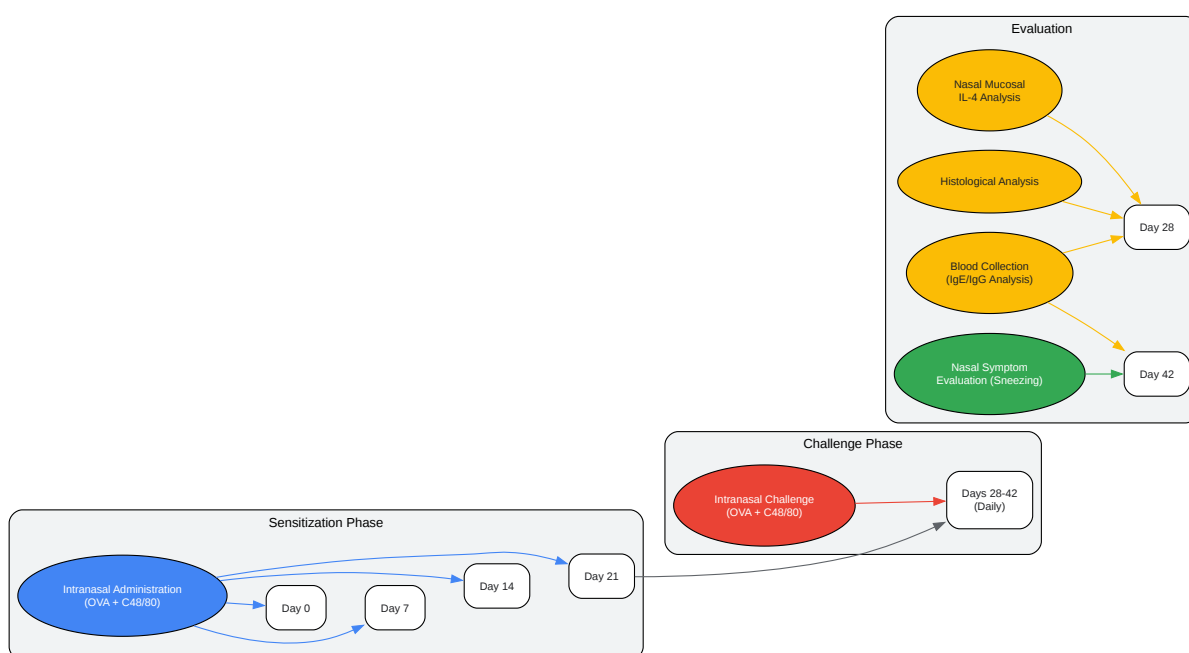 Evaluation
Nasal Mucosal
IL-4 Analysis
Histological Analysis
Day 28
Blood Collection
(IgE/IgG Analysis)
Nasal Symptom
Evaluation (Sneezing)
Day 42
Challenge Phase
Intranasal Challenge
(OVA + C48/80)
Days 28-42
(Daily)
Sensitization Phase
Intranasal Administration
(OVA + C48/80)
Day 0
Day 7
Day 14
Day 21